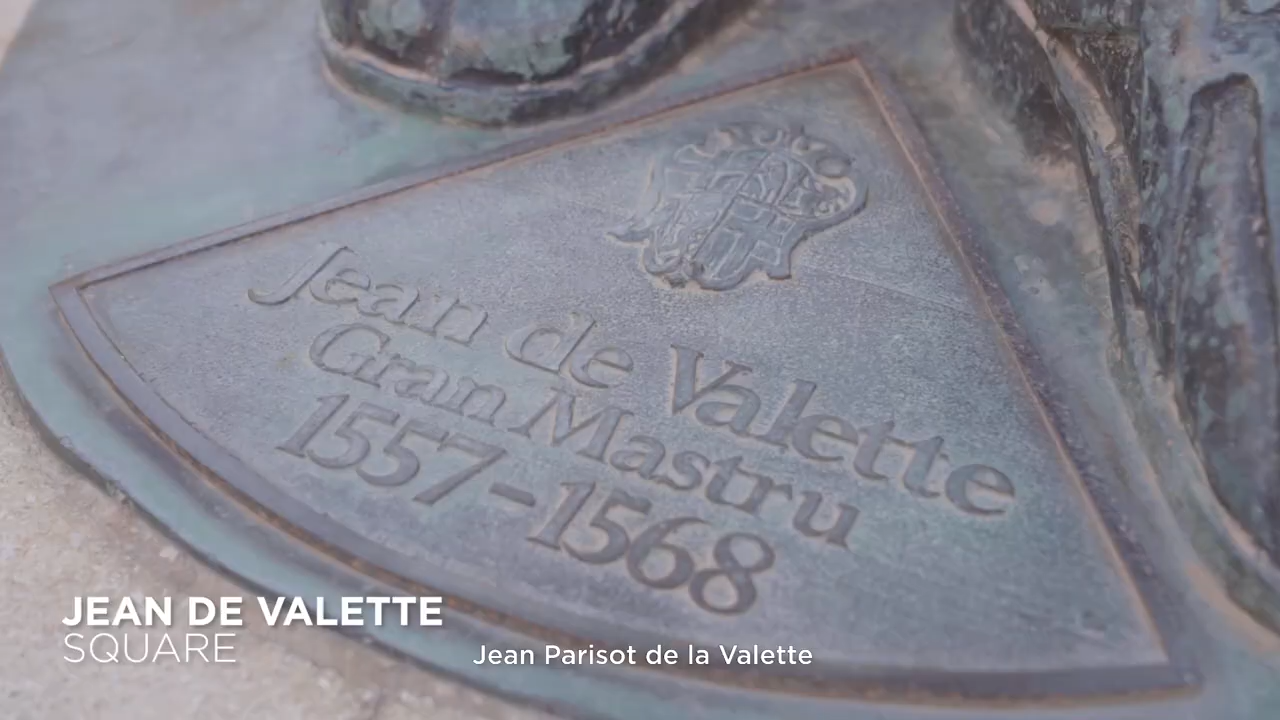 Jean de Valette
Gran Mastru
1557-1568
JEAN DE VALETTE
SQUARE
Jean Parisot de la Valette